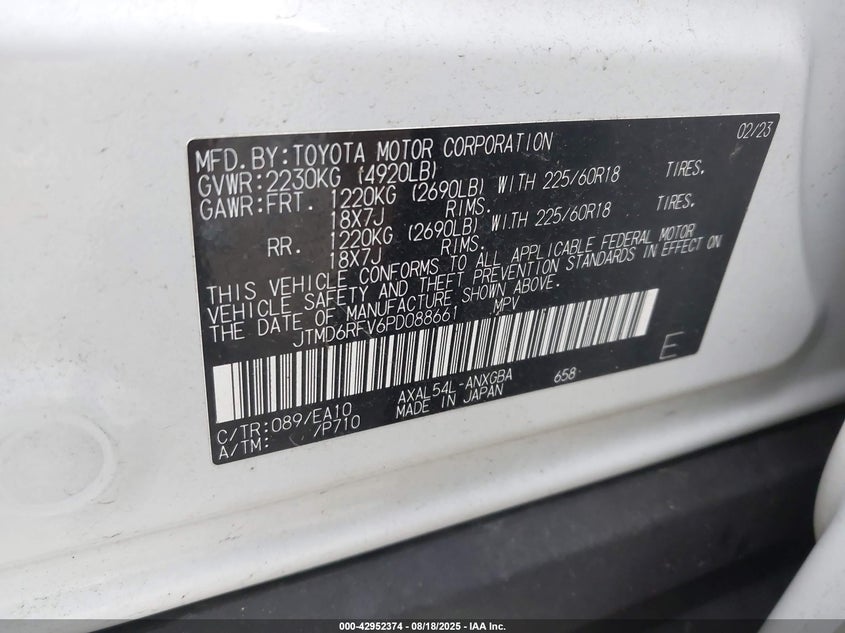 02/23
MFD.BY:TOYOTA MOTOR CORPORATION
GVWR:2230KG (4920LB)
GAWR:FRT. 1220KG (2690LB) WITH 225/60R18 TIRES.
18X7J RIMS.
RR. 1220KG (2690LB) WITH 225/60R18 TIRES.
18X7J RIMS.
THIS VEHICLE CONFORMS TO ALL APPLICABLE FEDERAL MOTOR
VEHICLE SAFETY AND THEFT PREVENTION STANDARDS IN EFFECT ON
THE DATE OF MANUFACTURE SHOWN ABOVE.
JTMD6RFV6PD088661 MPV
E
C/TR:089/EA10 AXAL54L-ANXGBA 658
A/TM: /P710 MADE IN JAPAN
000-42952374 | 08/18/2025 - IAA Inc.